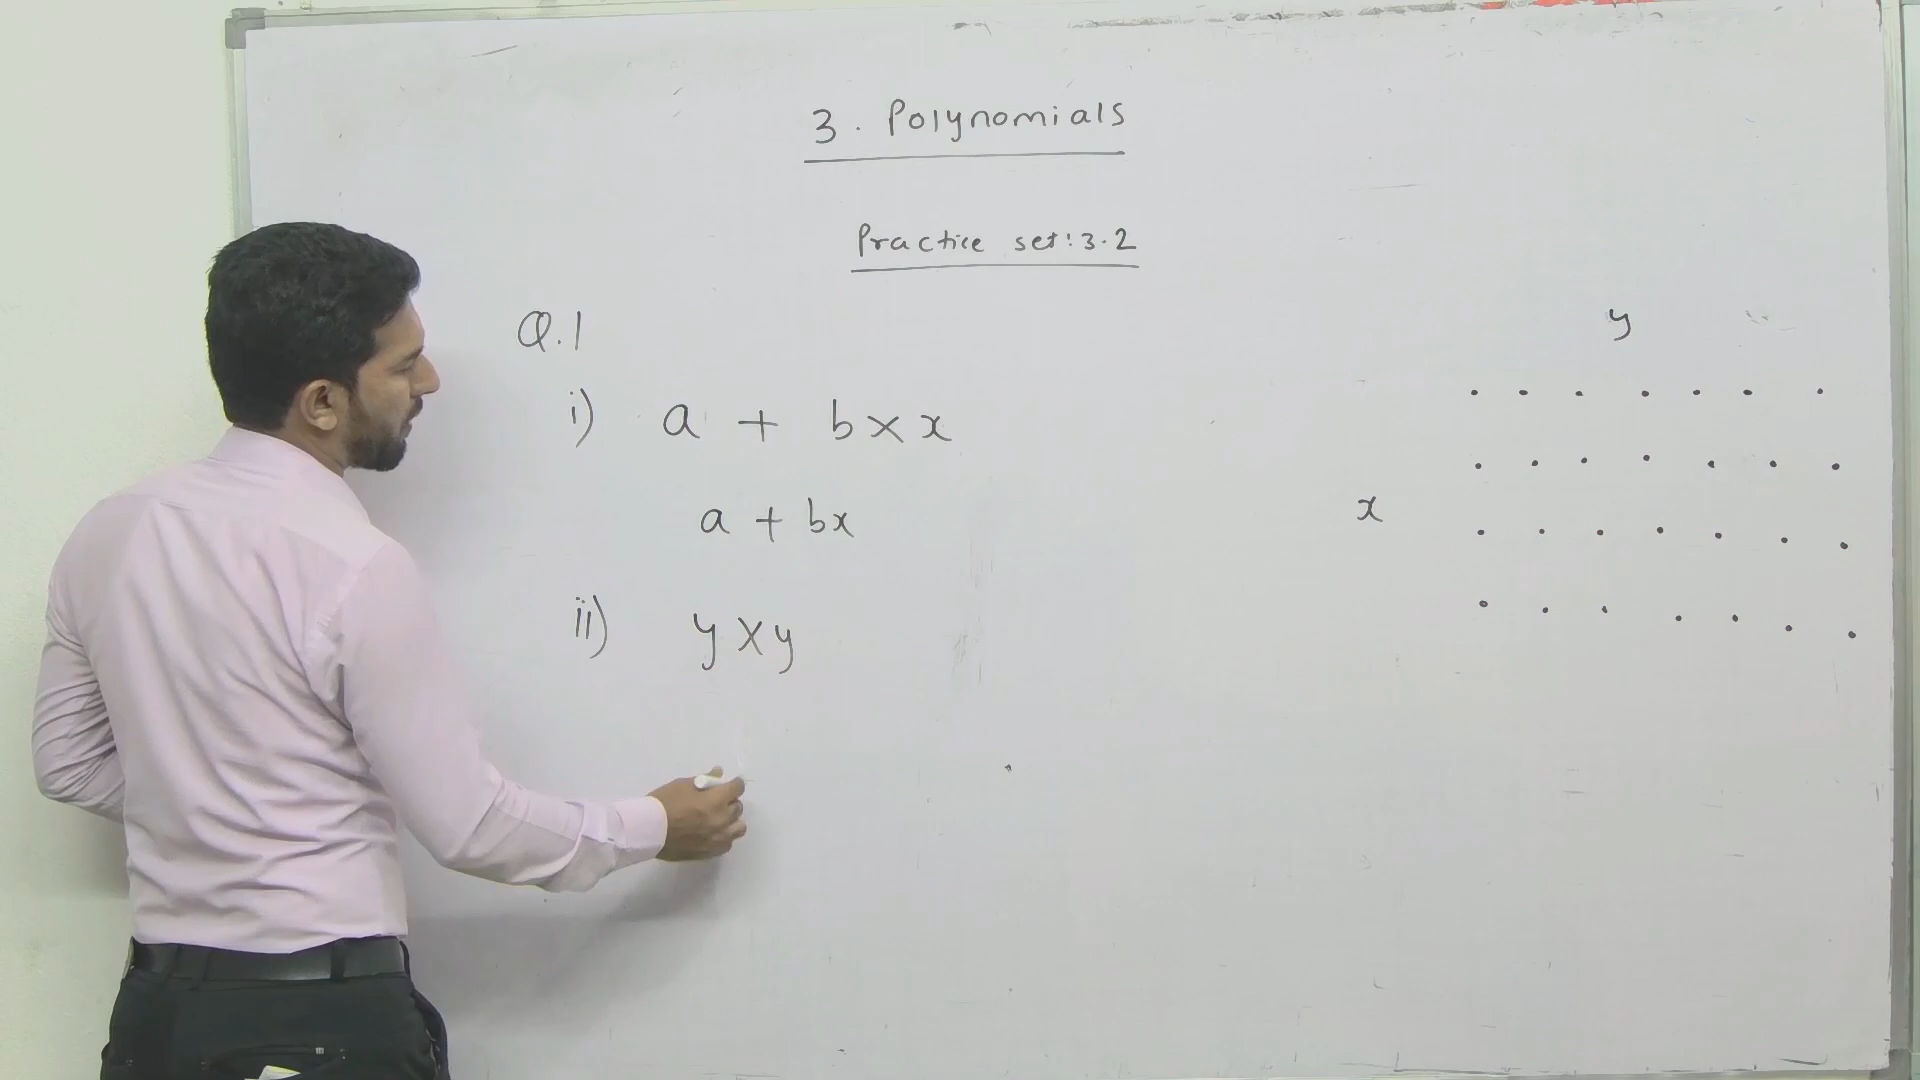 3. Polynomials
Practice set: 3.2
Q.1
i) a + b × x
a + bx
ii) y × y
y
x